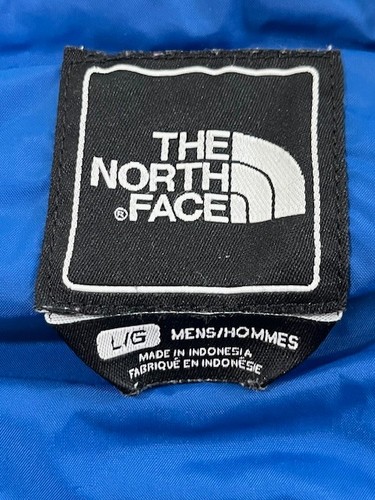 THE
NORTH
®FACE
L/G MENS/HOMMES
MADE IN INDONESIA
FABRIQUÉ EN INDONÉSIE